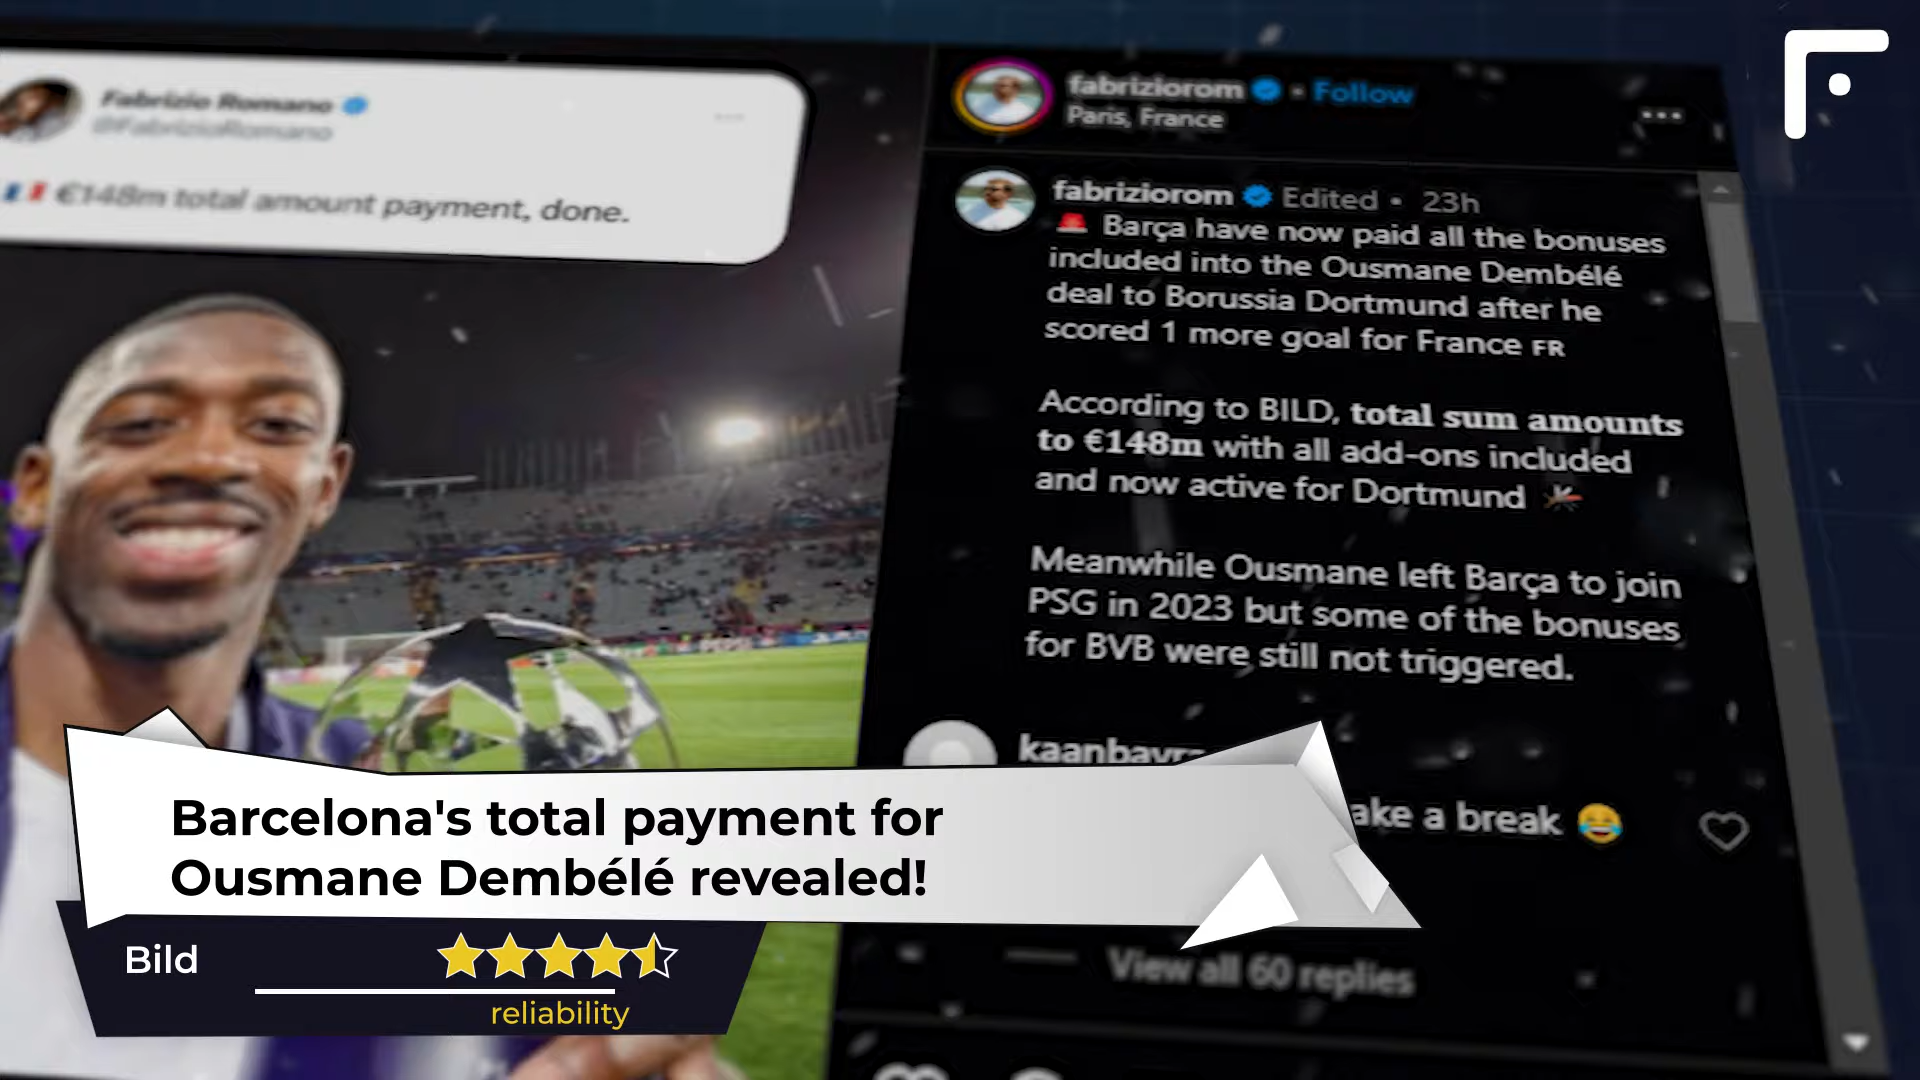 Fabrizio Romano
@FabrizioRomano
€148m total amount payment, done.
fabriziorom • Follow
Paris, France
fabriziorom Edited • 23h
Barça have now paid all the bonuses
included into the Ousmane Dembélé
deal to Borussia Dortmund after he
scored 1 more goal for France FR
According to BILD, total sum amounts
to €148m with all add-ons included
and now active for Dortmund
Meanwhile Ousmane left Barça to join
PSG in 2023 but some of the bonuses
for BVB were still not triggered.
a break
View all 60 replies
Barcelona's total payment for
Ousmane Dembélé revealed!
Bild
reliability